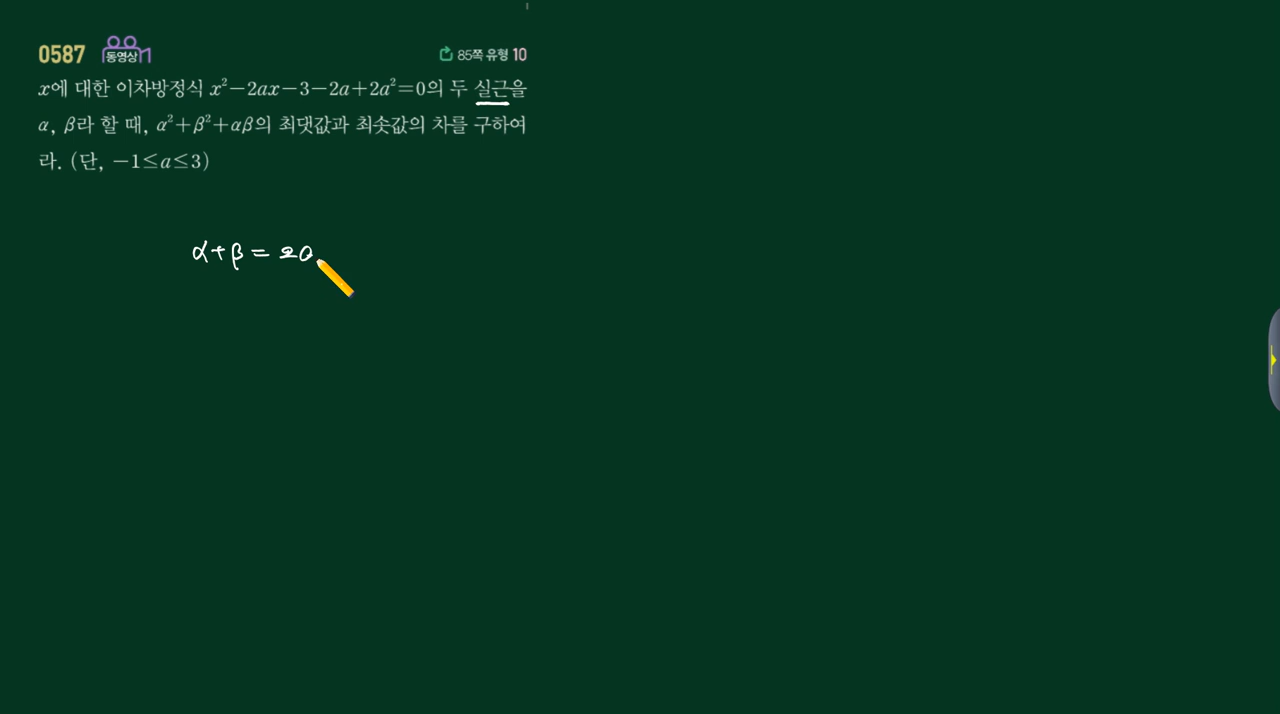 0587 동영상 85쪽 유형 10
x에 대한 이차방정식 x²−2ax−3−2a+2a²=0의 두 실근을
α, β라 할 때, α²+β²+αβ의 최댓값과 최솟값의 차를 구하여
라. (단, −1≤a≤3)
α+β = 2a